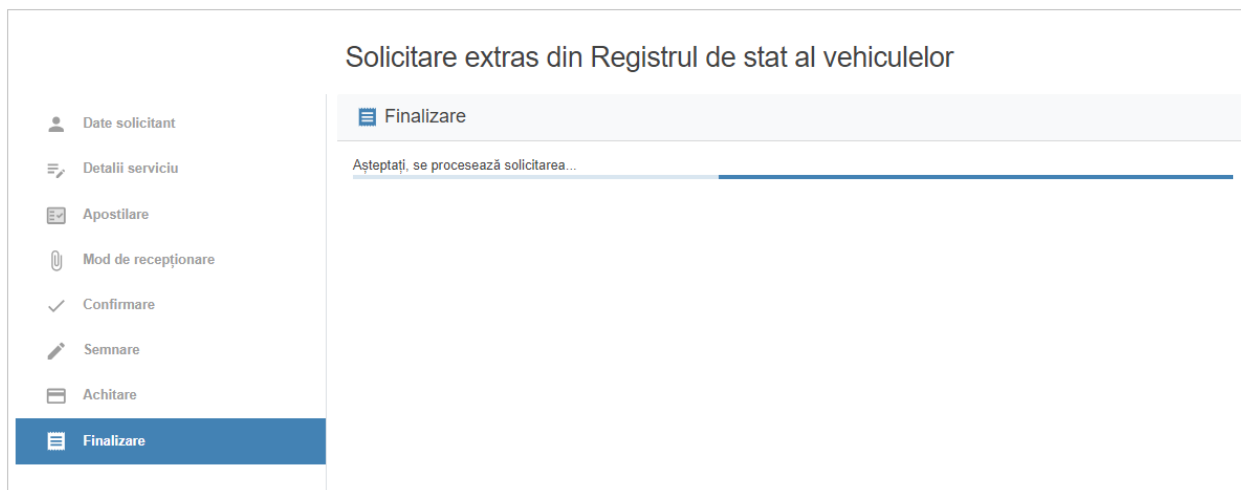 Solicitare extras din Registrul de stat al vehiculelor
Date solicitant
Detalii serviciu
Apostilare
Mod de recepționare
Confirmare
Semnare
Achitare
Finalizare
Finalizare
Așteptați, se procesează solicitarea...